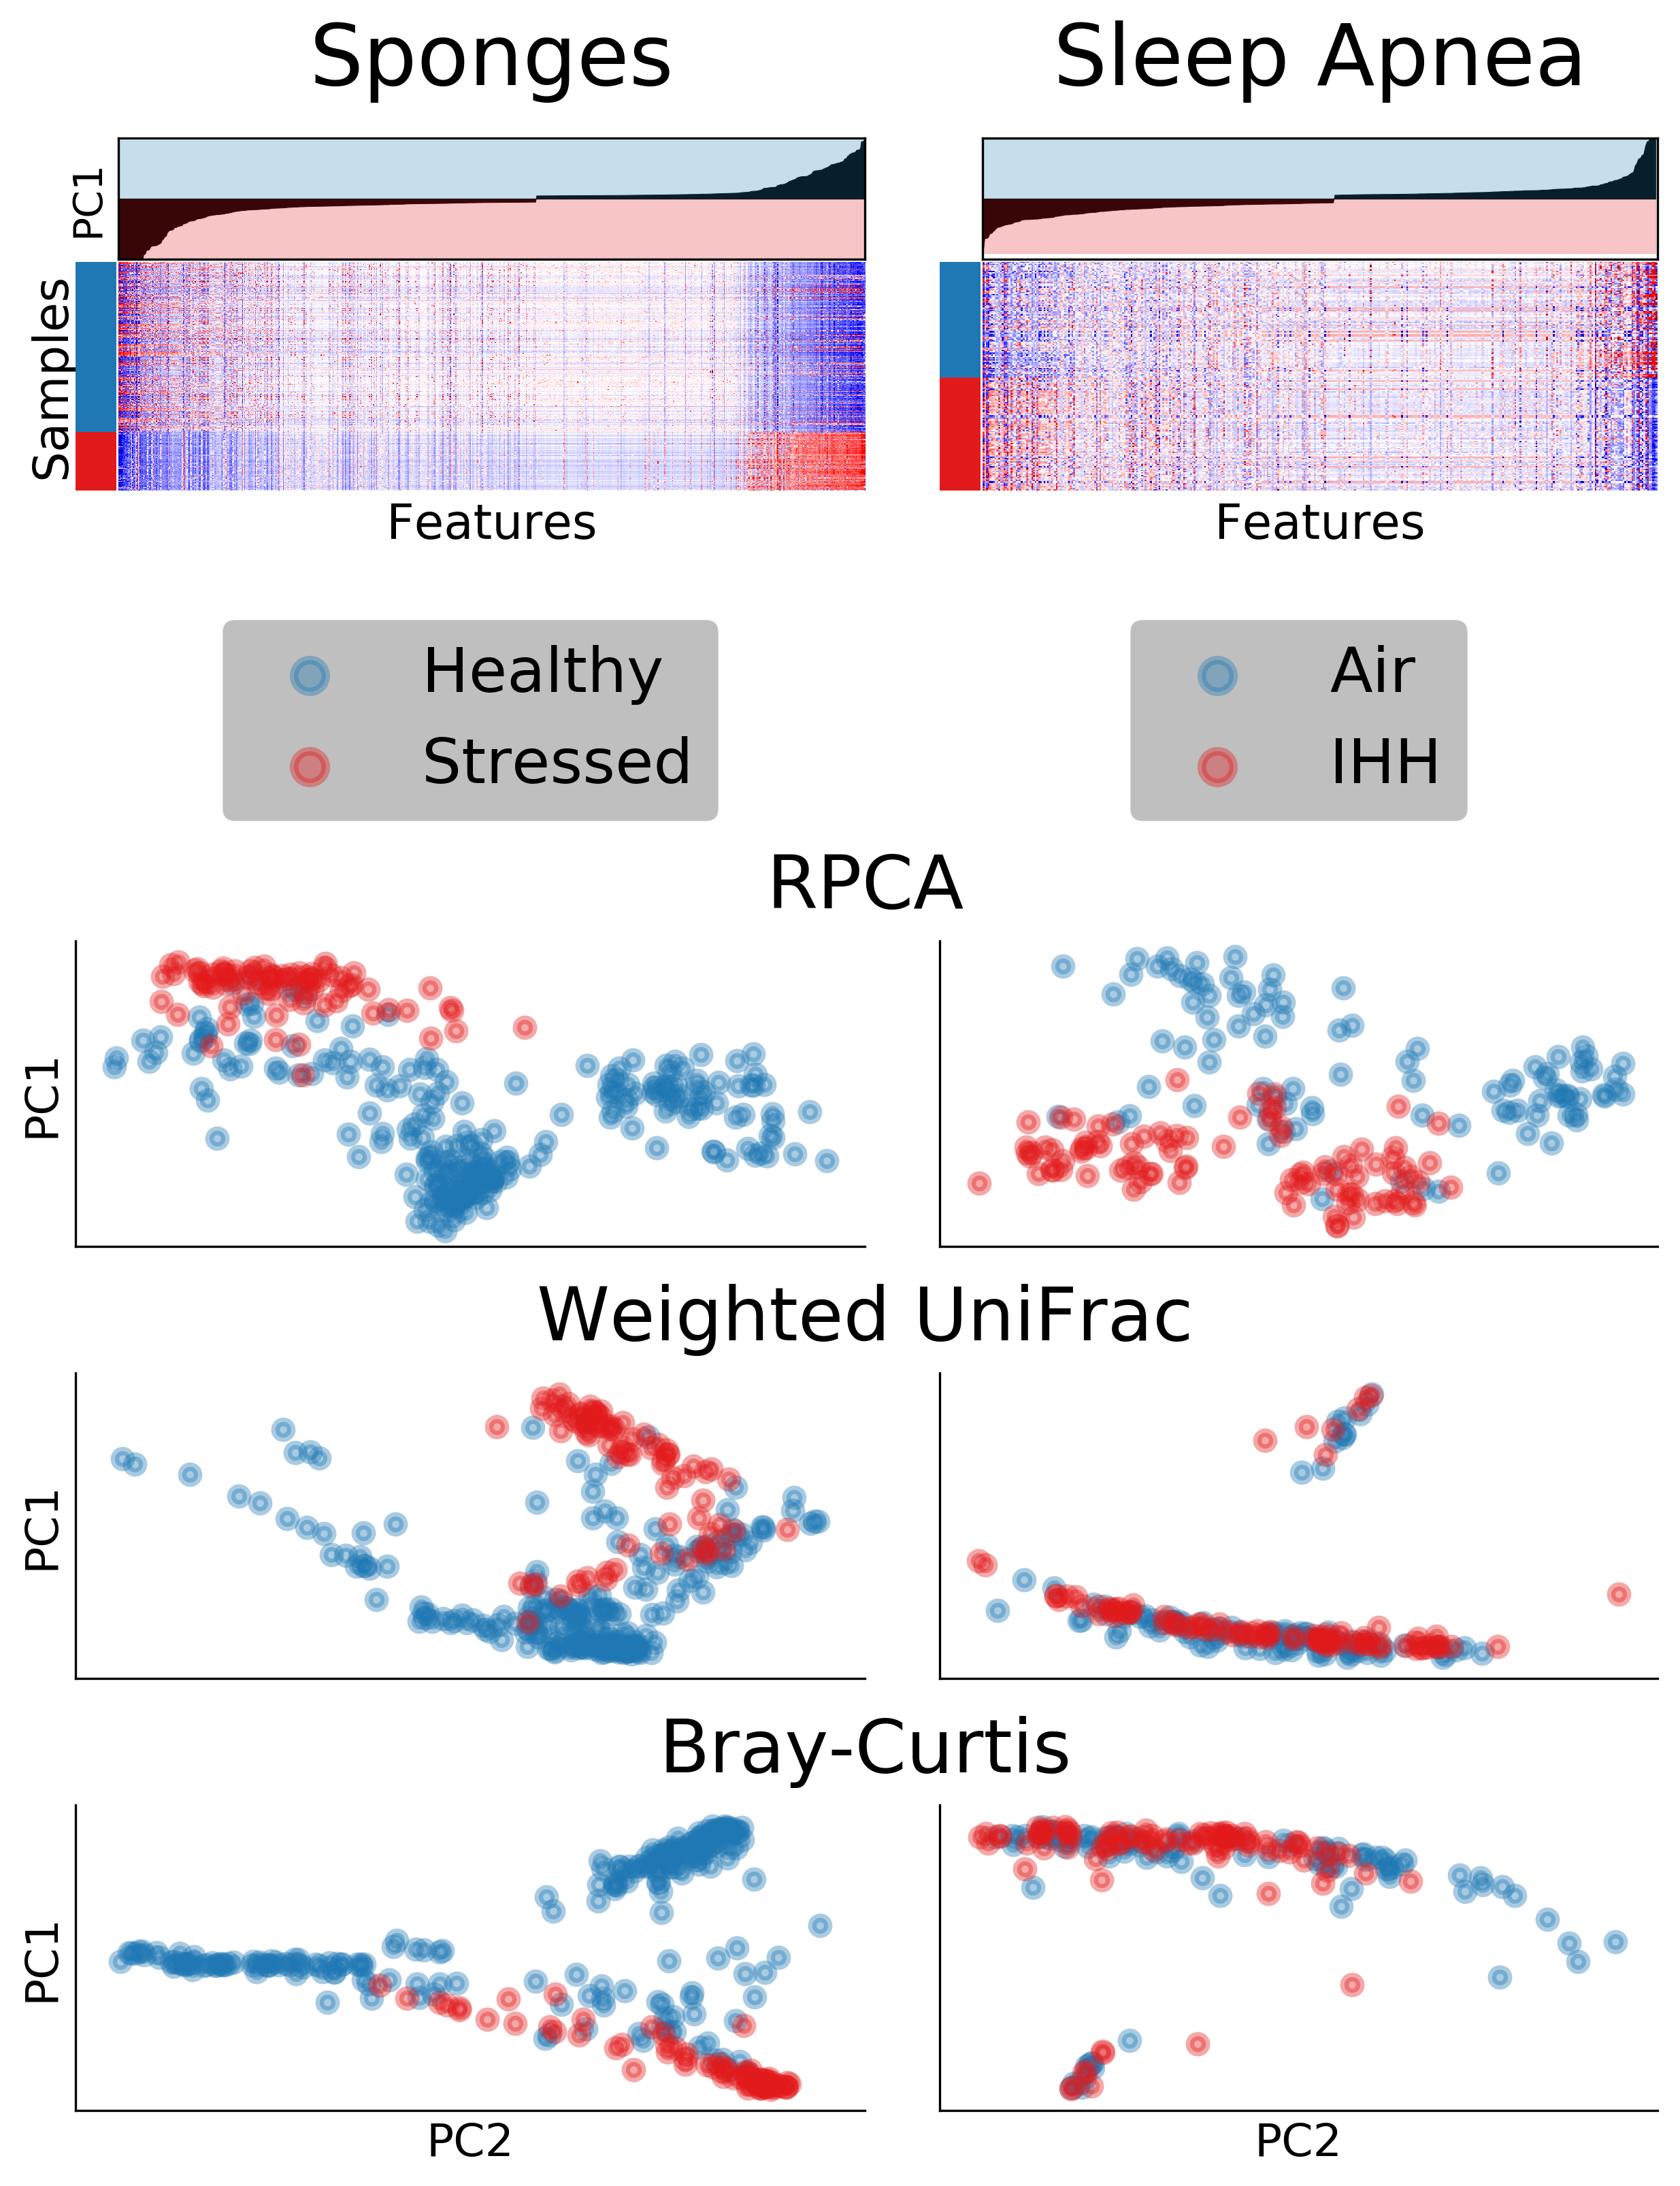 Sponges
Sleep Apnea
PC1
Samples
Features
Features
Healthy
Stressed
Air
IHH
RPCA
PC1
Weighted UniFrac
PC1
Bray-Curtis
PC1
PC2
PC2